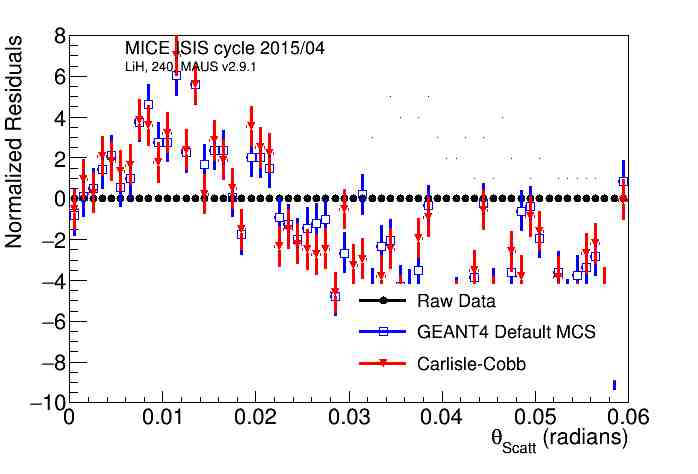 MICE ISIS cycle 2015/04
LiH, 240, MAUS v2.9.1
Normalized Residuals
8
6
4
2
0
−2
−4
−6
−8
−10
Raw Data
GEANT4 Default MCS
Carlisle-Cobb
0 0.01 0.02 0.03 0.04 0.05 0.06
θScatt (radians)